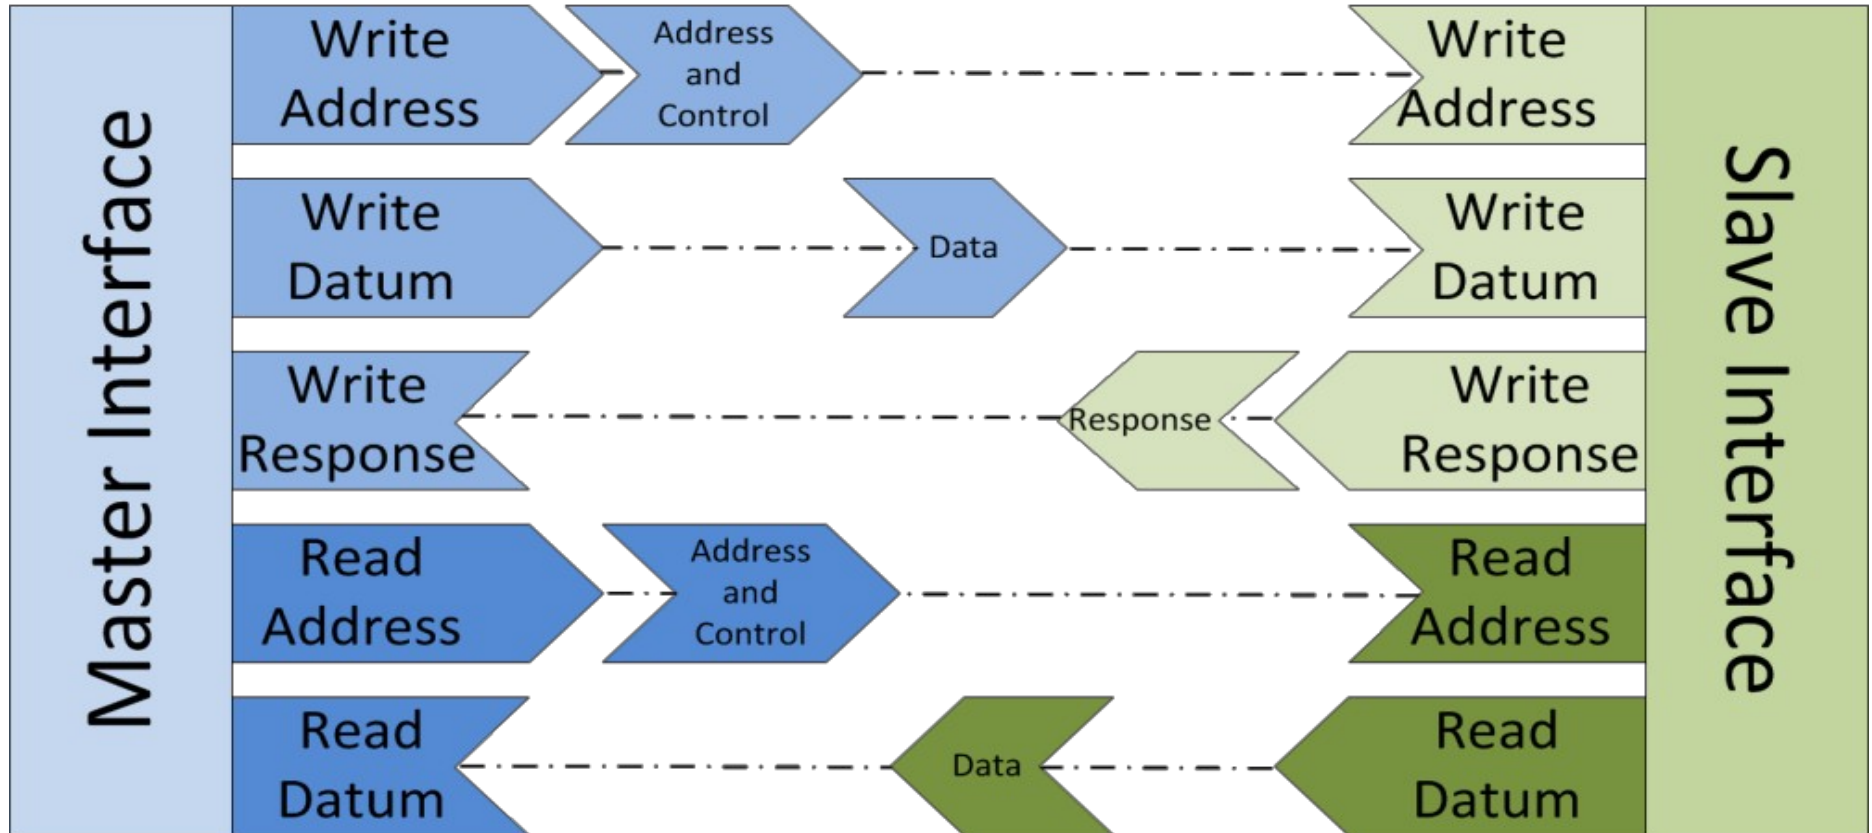 Master Interface
Write
Address
Address
and
Control
Write
Address
Write
Datum
Data
Write
Datum
Write
Response
Response
Write
Response
Read
Address
Address
and
Control
Read
Address
Read
Datum
Data
Read
Datum
Slave Interface